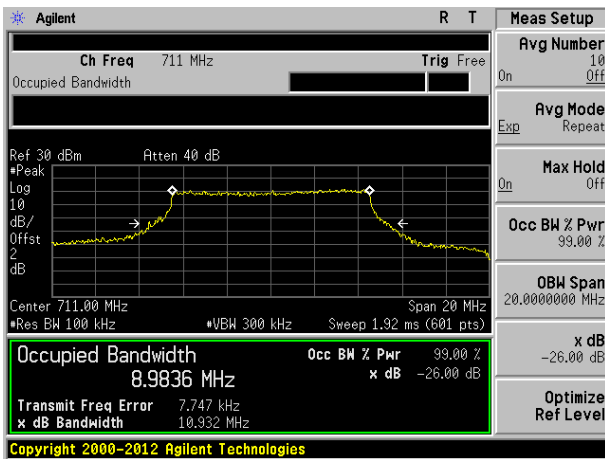 Agilent R T
Ch Freq 711 MHz Trig Free
Occupied Bandwidth
Ref 30 dBm Atten 40 dB
#Peak
Log
10
dB/
Offst
2
dB
Center 711.00 MHz Span 20 MHz
#Res BW 100 kHz #VBW 300 kHz Sweep 1.92 ms (601 pts)
Occupied Bandwidth Occ BW % Pwr 99.00 %
8.9836 MHz x dB -26.00 dB
Transmit Freq Error 7.747 kHz
x dB Bandwidth 10.932 MHz
Copyright 2000-2012 Agilent Technologies
Meas Setup
Avg Number
10
On Off
Avg Mode
Exp Repeat
Max Hold
On Off
Occ BW % Pwr
99.00 %
OBW Span
20.0000000 MHz
x dB
-26.00 dB
Optimize
Ref Level